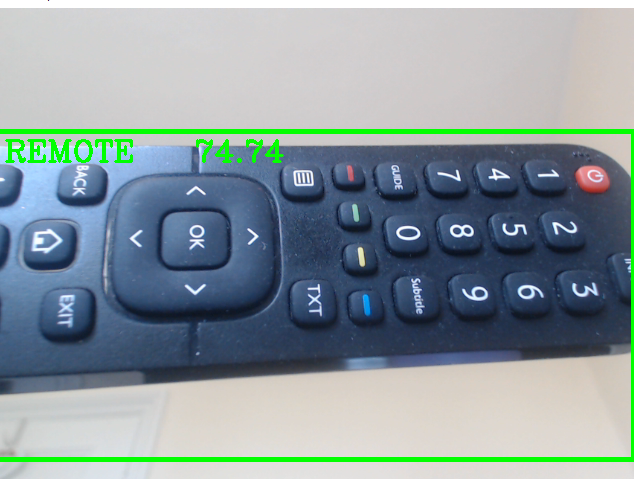 REMOTE 74.74
BACK
GUIDE
7
4
1
OK
0
8
5
2
EXIT
TXT
Subtitle
9
6
3